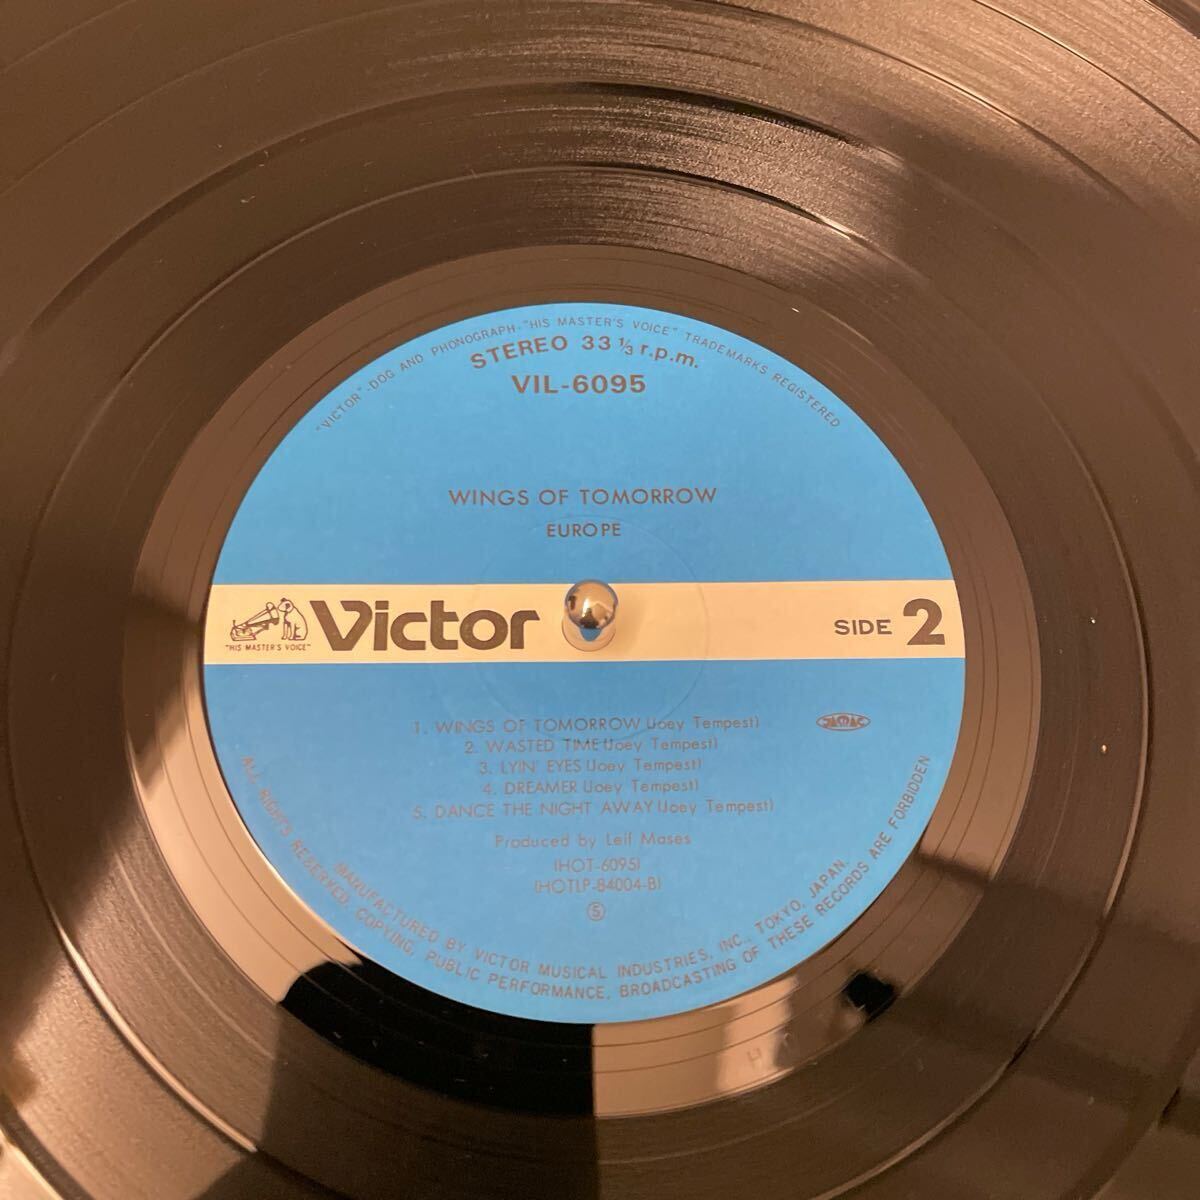 "VICTOR"-DOG AND PHONOGRAPH-"HIS MASTER'S VOICE" TRADEMARKS REGISTERED
STEREO 33 1/3 r.p.m.
VIL-6095
WINGS OF TOMORROW
EUROPE
"HIS MASTER'S VOICE"
Victor
SIDE 2
1. WINGS OF TOMORROW (Joey Tempest)
2. WASTED TIME (Joey Tempest)
3. LYIN' EYES (Joey Tempest)
4. DREAMER (Joey Tempest)
5. DANCE THE NIGHT AWAY (Joey Tempest)
JASRAC
Produced by Leif Mases
(HOT-6095)
(HOTLP-84004-B)
Ⓢ
MANUFACTURED BY VICTOR MUSICAL INDUSTRIES, INC., TOKYO, JAPAN.
ALL RIGHTS RESERVED, COPYING, PUBLIC PERFORMANCE, BROADCASTING OF THESE RECORDS ARE FORBIDDEN